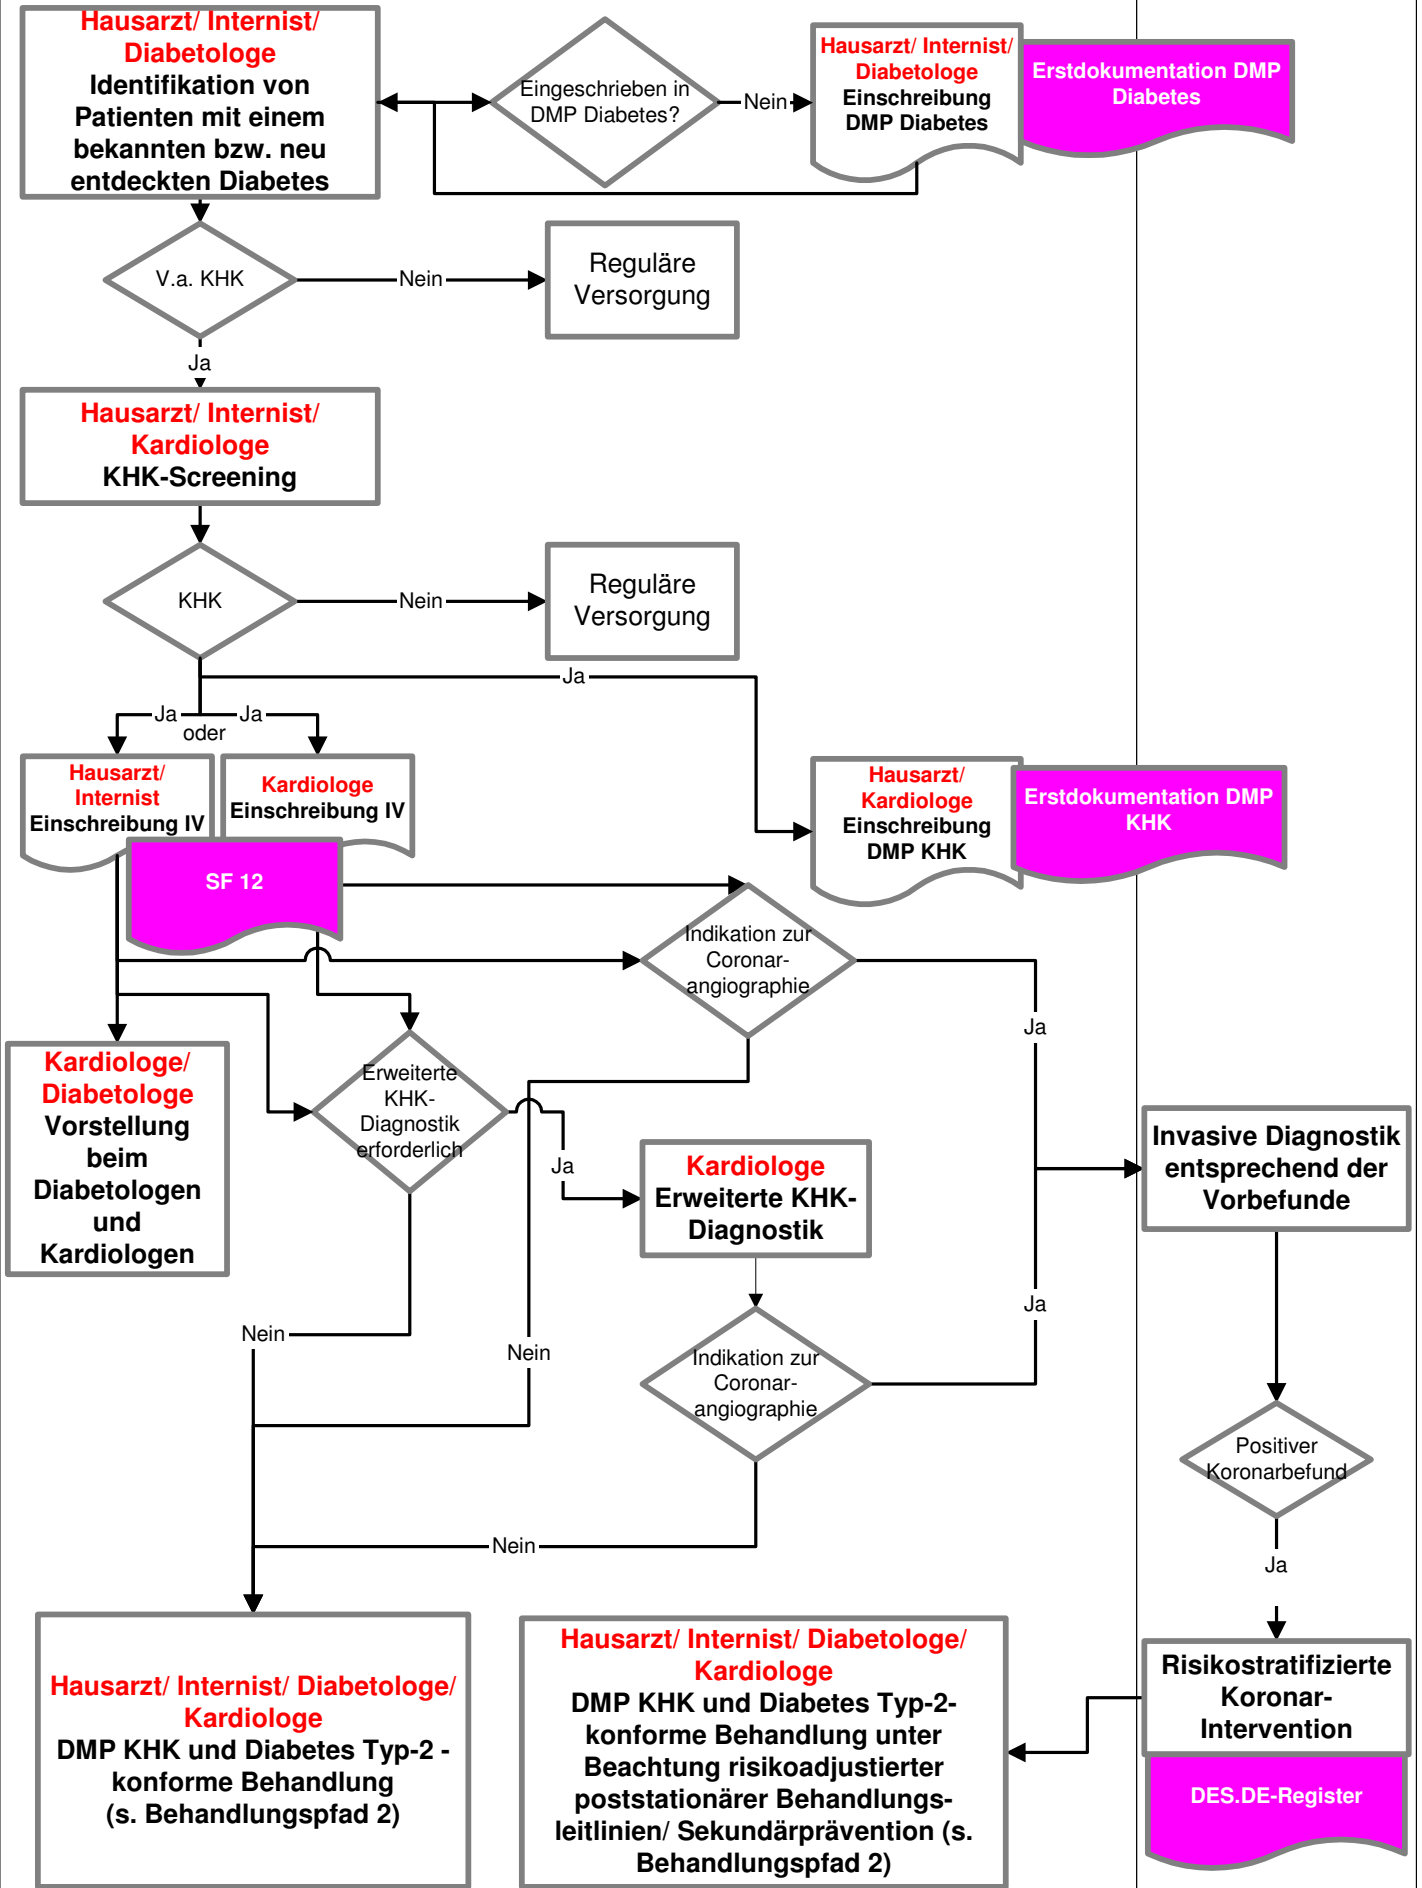 Hausarzt/ Internist/
Diabetologe
Identifikation von
Patienten mit einem
bekannten bzw. neu
entdeckten Diabetes
Eingeschrieben in
DMP Diabetes?
Nein
Hausarzt/ Internist/
Diabetologe
Einschreibung
DMP Diabetes
Erstdokumentation DMP
Diabetes
V.a. KHK
Nein
Reguläre
Versorgung
Ja
Hausarzt/ Internist/
Kardiologe
KHK-Screening
KHK
Nein
Reguläre
Versorgung
Ja
Ja
Ja
oder
Hausarzt/
Internist
Einschreibung IV
Kardiologe
Einschreibung IV
Hausarzt/
Kardiologe
Einschreibung
DMP KHK
Erstdokumentation DMP
KHK
SF 12
Indikation zur
Coronar-
angiographie
Ja
Kardiologe/
Diabetologe
Vorstellung
beim
Diabetologen
und
Kardiologen
Erweiterte
KHK-
Diagnostik
erforderlich
Ja
Kardiologe
Erweiterte KHK-
Diagnostik
Invasive Diagnostik
entsprechend der
Vorbefunde
Ja
Nein
Nein
Indikation zur
Coronar-
angiographie
Positiver
Koronarbefund
Nein
Ja
Hausarzt/ Internist/ Diabetologe/
Kardiologe
DMP KHK und Diabetes Typ-2 -
konforme Behandlung
(s. Behandlungspfad 2)
Hausarzt/ Internist/ Diabetologe/
Kardiologe
DMP KHK und Diabetes Typ-2-
konforme Behandlung unter
Beachtung risikoadjustierter
poststationärer Behandlungs-
leitlinien/ Sekundärprävention (s.
Behandlungspfad 2)
Risikostratifizierte
Koronar-
Intervention
DES.DE-Register